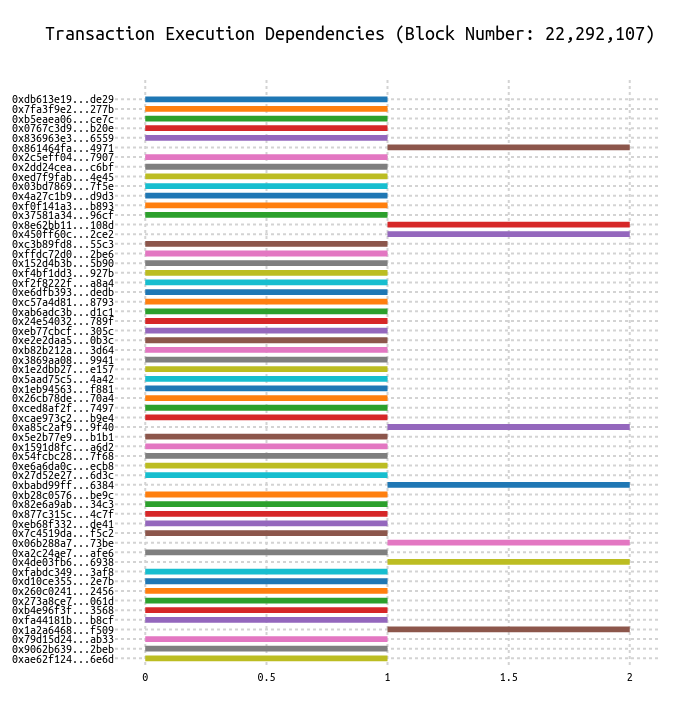 Transaction Execution Dependencies (Block Number: 22,292,107)
0xdb613e19...de29
0x7fa3f9e2...277b
0xb5eaea06...ce7c
0x0767c3d9...b20e
0x836963e3...6559
0x861464fa...4971
0x2c5eff04...7907
0x2dd24cea...c6bf
0xed7f9fab...4e45
0x03bd7869...7f5e
0x4a27c1b9...d9d3
0xf0f141a3...b893
0x37581a34...96cf
0x8e62bb11...108d
0x450ff60c...2ce2
0xc3b89fd8...55c3
0xffdc72d0...2be6
0x152d4b3b...5b90
0xf4bf1dd3...927b
0xf2f8222f...a8a4
0xe6dfb393...dedb
0xc57a4d81...8793
0xab6adc3b...d1c1
0x24e54032...789f
0xeb77cbcf...305c
0xe2e2daa5...0b3c
0xb82b212a...3d64
0x3869aa08...9941
0x1e2dbb27...e157
0x5aad75c5...4a42
0x1eb94563...f881
0x26cb78de...70a4
0xced8af2f...7497
0xcae973c2...b9e4
0xa85c2af9...9f40
0x5e2b77e9...b1b1
0x1591d8fc...a6d2
0x54fcbc28...7f68
0xe6a6da0c...ecb8
0x27d52e27...6d3c
0xbabd99ff...6384
0xb28c0576...be9c
0x82e6a9ab...34c3
0x877c315c...4c7f
0xeb68f332...de41
0x7c4519da...f5c2
0x06b288a7...73be
0xa2c24ae7...afe6
0x4de03fb6...6938
0xfabdc349...3af8
0xd10ce355...2e7b
0x260c0241...2456
0x273a8ce7...061d
0xb4e96f3f...3568
0xfa44181b...b8cf
0x1a2a6468...f509
0x79d15d24...ab33
0x9062b639...2beb
0xae62f124...6e6d
0 0.5 1 1.5 2